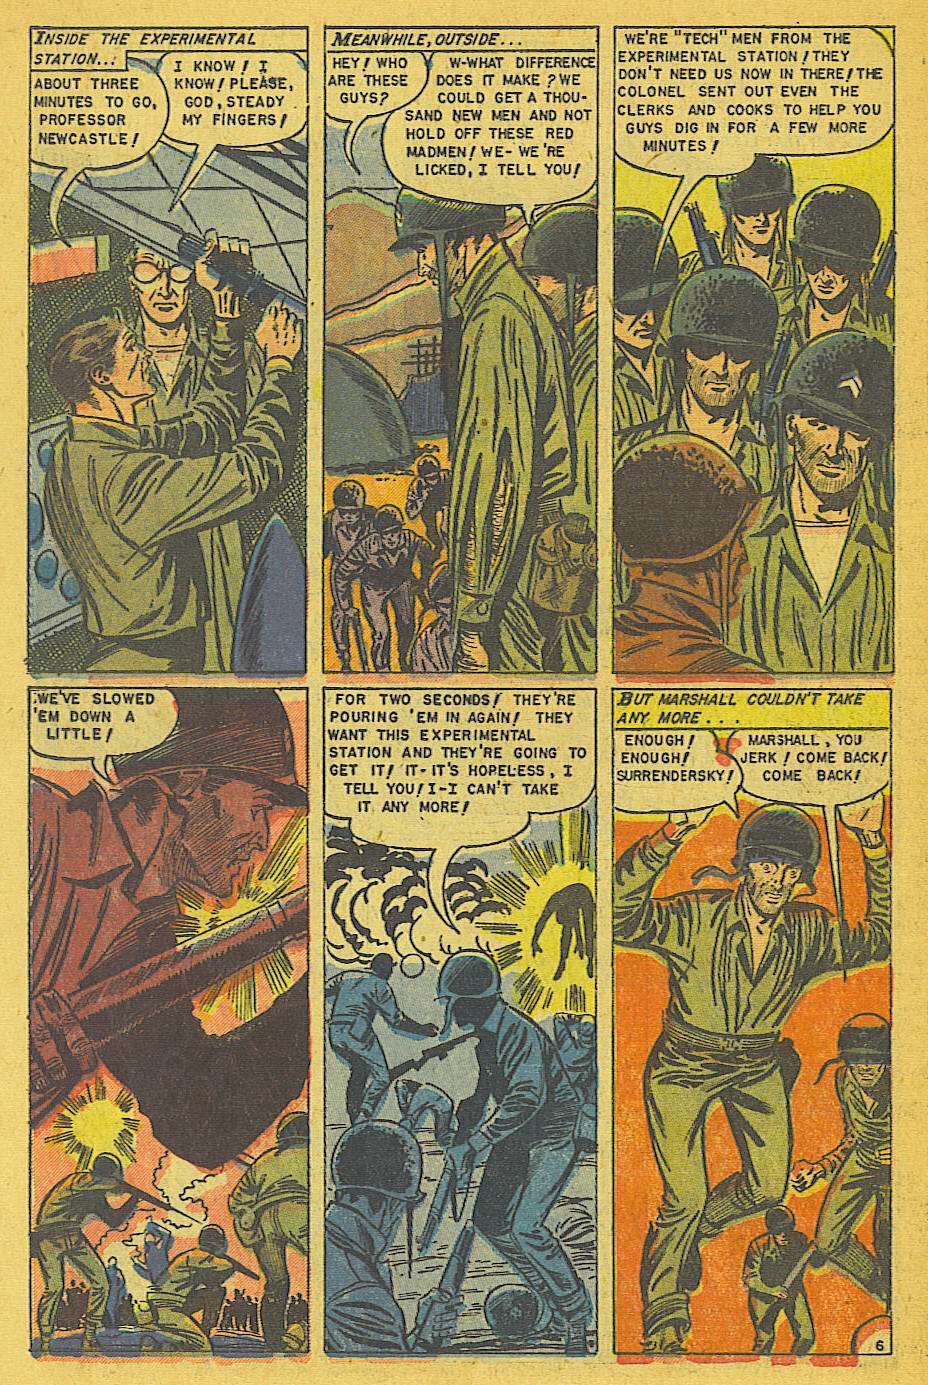 INSIDE THE EXPERIMENTAL
STATION...
ABOUT THREE
MINUTES TO GO,
PROFESSOR
NEWCASTLE!
I KNOW! I
KNOW! PLEASE,
GOD, STEADY
MY FINGERS!
MEANWHILE, OUTSIDE...
HEY! WHO
ARE THESE
GUYS?
W-WHAT DIFFERENCE
DOES IT MAKE? WE
COULD GET A THOU-
SAND NEW MEN AND NOT
HOLD OFF THESE RED
MADMEN! WE- WE'RE
LICKED, I TELL YOU!
WE'RE "TECH" MEN FROM THE
EXPERIMENTAL STATION! THEY
DON'T NEED US NOW IN THERE! THE
COLONEL SENT OUT EVEN THE
CLERKS AND COOKS TO HELP YOU
GUYS DIG IN FOR A FEW MORE
MINUTES!
WE'VE SLOWED
'EM DOWN A
LITTLE!
FOR TWO SECONDS! THEY'RE
POURING 'EM IN AGAIN! THEY
WANT THIS EXPERIMENTAL
STATION AND THEY'RE GOING TO
GET IT! IT- IT'S HOPELESS, I
TELL YOU! I-I CAN'T TAKE
IT ANY MORE!
BUT MARSHALL COULDN'T TAKE
ANY MORE...
ENOUGH!
ENOUGH!
SURRENDERSKY!
MARSHALL, YOU
JERK! COME BACK!
COME BACK!
6